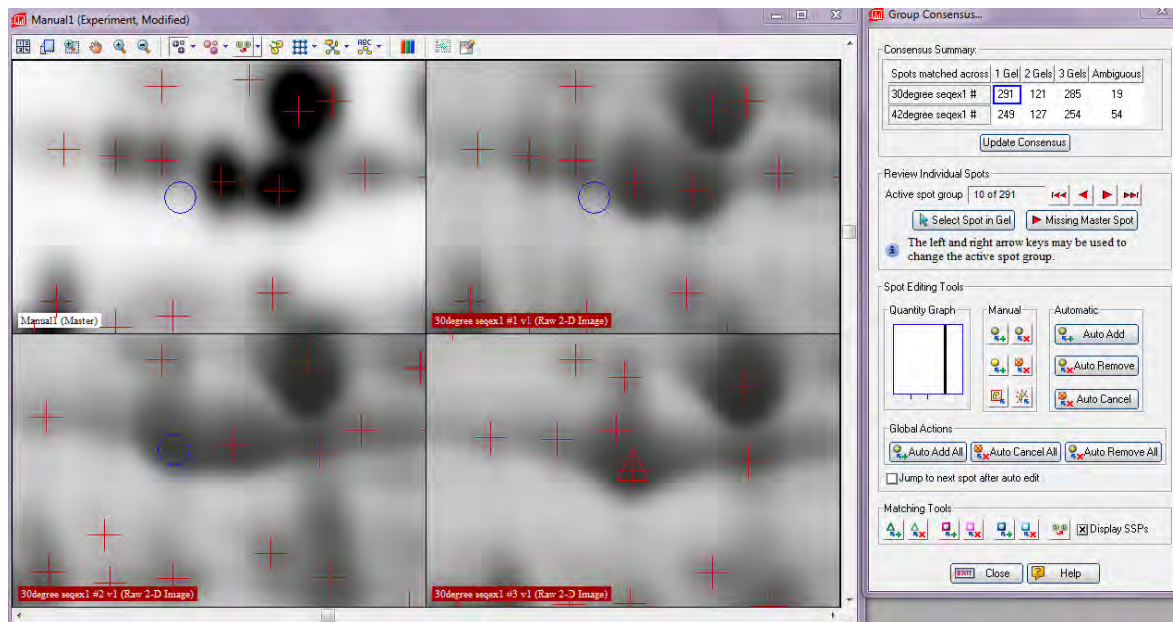 Manual1 (Experiment, Modified)
Manual1 (Master)
30degree seqex1 #1 v1 (Raw 2-D Image)
30degree seqex1 #2 v1 (Raw 2-D Image)
30degree seqex1 #3 v1 (Raw 2-D Image)
Group Consensus...
Consensus Summary:
Spots matched across 1 Gel 2 Gels 3 Gels Ambiguous
30degree seqex1 # 291 121 285 19
42degree seqex1 # 249 127 254 54
Update Consensus
Review Individual Spots
Active spot group 10 of 291
Select Spot in Gel Missing Master Spot
The left and right arrow keys may be used to
change the active spot group.
Spot Editing Tools
Quantity Graph Manual Automatic
Auto Add
Auto Remove
Auto Cancel
Global Actions
Auto Add All Auto Cancel All Auto Remove All
Jump to next spot after auto edit
Matching Tools
Display SSPs
EXIT Close Help